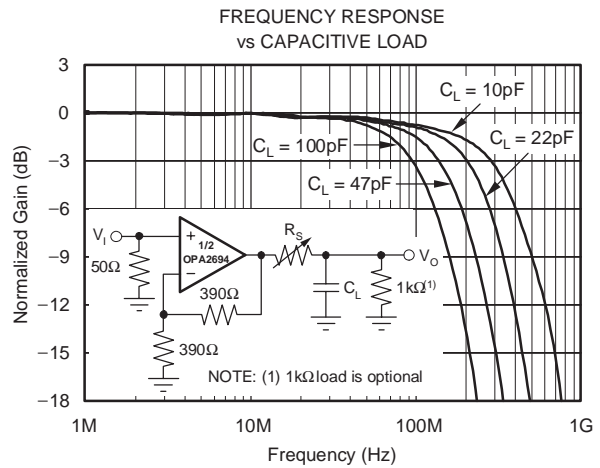 FREQUENCY RESPONSE
vs CAPACITIVE LOAD
Normalized Gain (dB)
3
0
−3
−6
−9
−12
−15
−18
C_L = 10pF
C_L = 22pF
C_L = 100pF
C_L = 47pF
V_I
50Ω
+
1/2
OPA2694
−
390Ω
390Ω
R_S
V_O
C_L
1kΩ(1)
NOTE: (1) 1kΩ load is optional
1M
10M
100M
1G
Frequency (Hz)